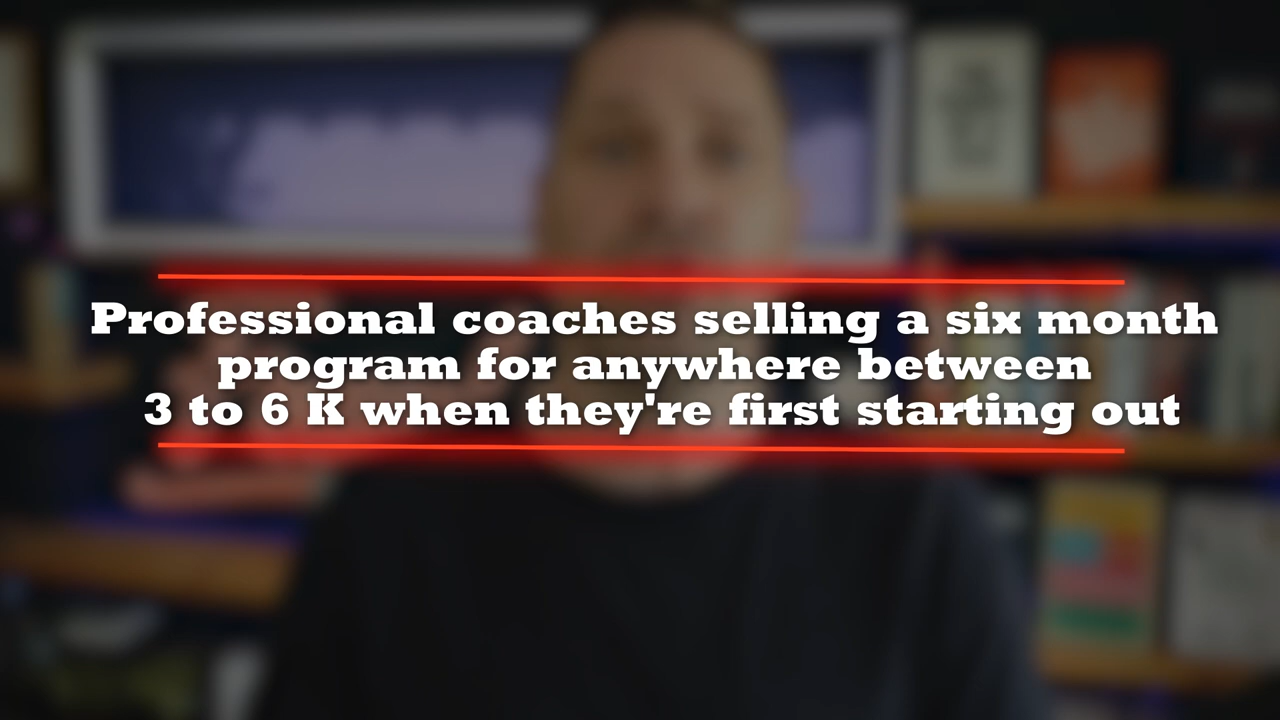 Professional coaches selling a six month
program for anywhere between
3 to 6 K when they're first starting out